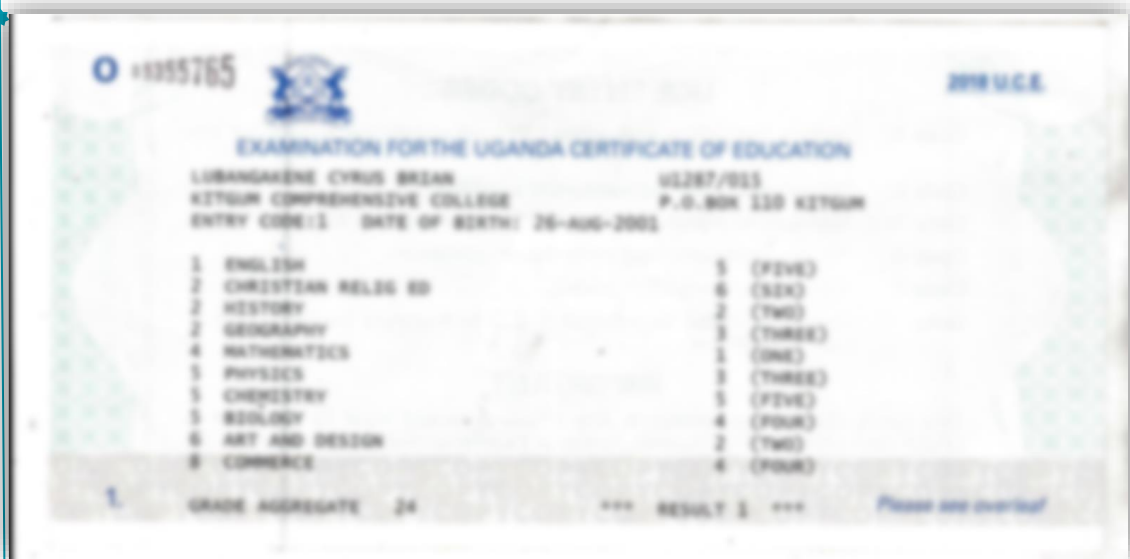 O 5765
2018 U.C.E.
EXAMINATION FOR THE UGANDA CERTIFICATE OF EDUCATION
LUBANGAKENE CYRUS BRIAN U1287/015
KITGUM COMPREHENSIVE COLLEGE P.O.BOX 110 KITGUM
ENTRY CODE:1 DATE OF BIRTH: 26-AUG-2001
1 ENGLISH 5 (FIVE)
2 CHRISTIAN RELIG ED 6 (SIX)
2 HISTORY 2 (TWO)
2 GEOGRAPHY 3 (THREE)
4 MATHEMATICS 1 (ONE)
5 PHYSICS 3 (THREE)
5 CHEMISTRY 5 (FIVE)
5 BIOLOGY 4 (FOUR)
6 ART AND DESIGN 2 (TWO)
8 COMMERCE 4 (FOUR)
1. GRADE AGGREGATE 24 *** RESULT 1 *** Please see overleaf